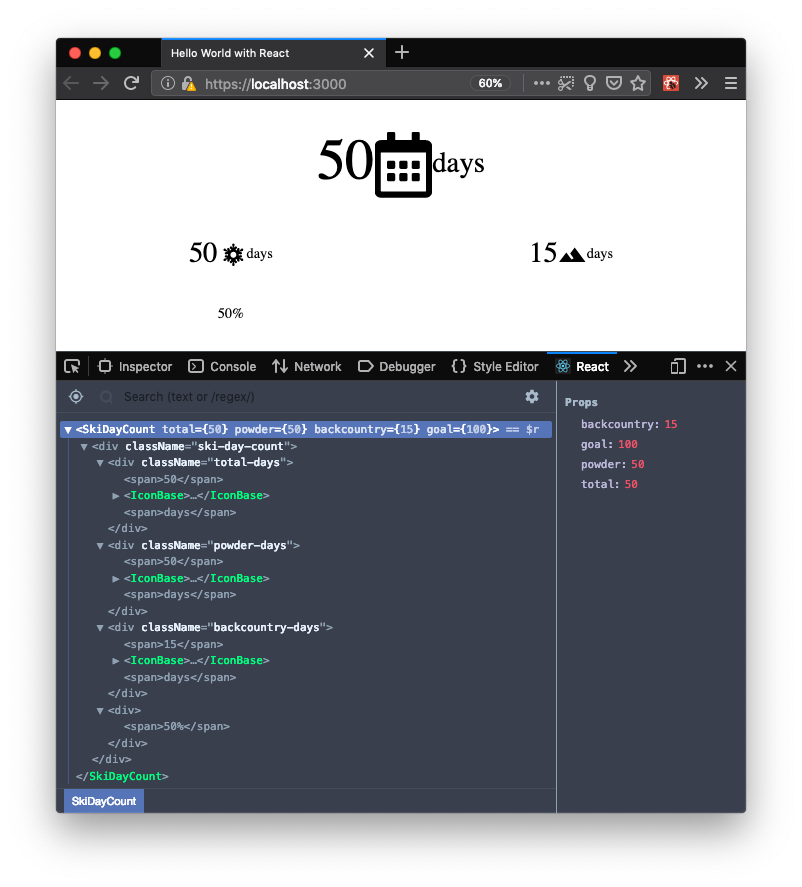 Hello World with React
https://localhost:3000
60%
50 days
50 days
15 days
50%
Inspector
Console
Network
Debugger
Style Editor
React
Search (text or /regex/)
<SkiDayCount total={50} powder={50} backcountry={15} goal={100}> == $r
<div className="ski-day-count">
<div className="total-days">
<span>50</span>
<IconBase>…</IconBase>
<span>days</span>
</div>
<div className="powder-days">
<span>50</span>
<IconBase>…</IconBase>
<span>days</span>
</div>
<div className="backcountry-days">
<span>15</span>
<IconBase>…</IconBase>
<span>days</span>
</div>
<div>
<span>50%</span>
</div>
</div>
</SkiDayCount>
SkiDayCount
Props
backcountry: 15
goal: 100
powder: 50
total: 50